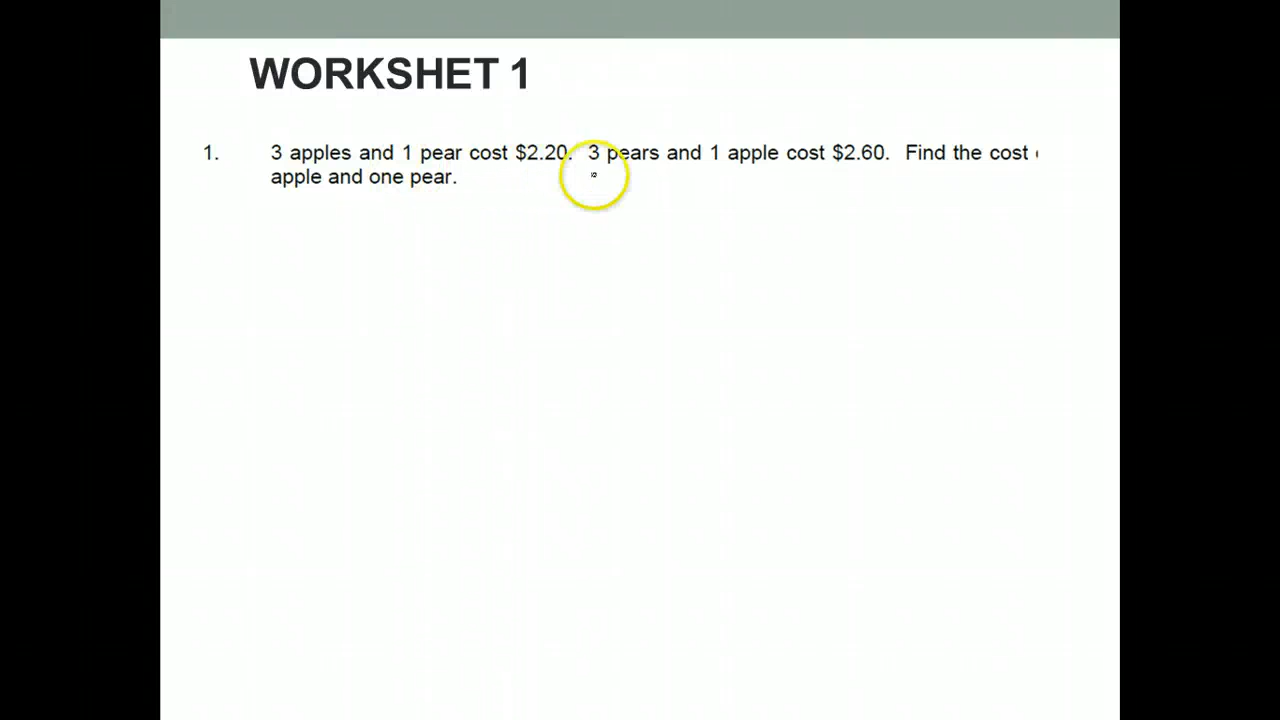 WORKSHET 1
1. 3 apples and 1 pear cost $2.20. 3 pears and 1 apple cost $2.60. Find the cost
apple and one pear.